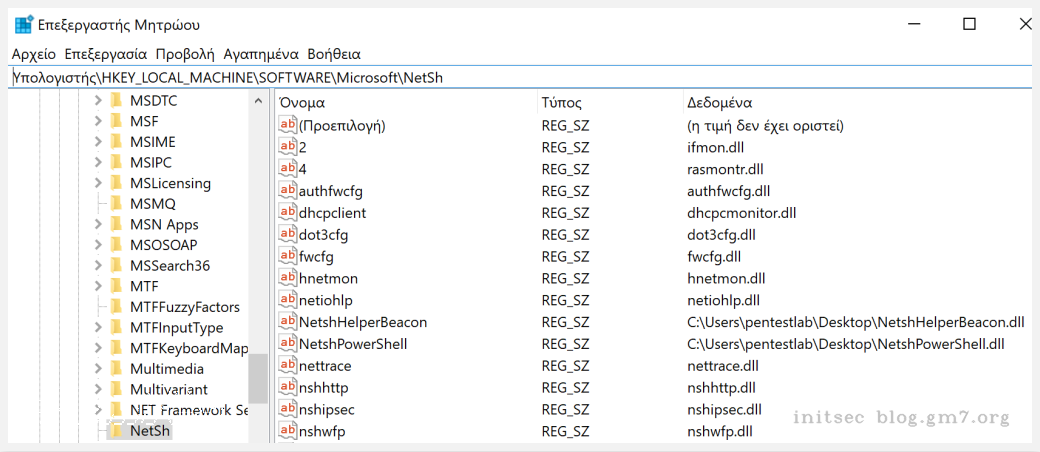 Επεξεργαστής Μητρώου
Αρχείο Επεξεργασία Προβολή Αγαπημένα Βοήθεια
Υπολογιστής\HKEY_LOCAL_MACHINE\SOFTWARE\Microsoft\NetSh
MSDTC
MSF
MSIME
MSIPC
MSLicensing
MSMQ
MSN Apps
MSOSOAP
MSSearch36
MTF
MTFFuzzyFactors
MTFInputType
MTFKeyboardMap
Multimedia
Multivariant
NET Framework Se
NetSh
Όνομα Τύπος Δεδομένα
(Προεπιλογή) REG_SZ (η τιμή δεν έχει οριστεί)
2 REG_SZ ifmon.dll
4 REG_SZ rasmontr.dll
authfwcfg REG_SZ authfwcfg.dll
dhcpclient REG_SZ dhcpcmonitor.dll
dot3cfg REG_SZ dot3cfg.dll
fwcfg REG_SZ fwcfg.dll
hnetmon REG_SZ hnetmon.dll
netiohlp REG_SZ netiohlp.dll
NetshHelperBeacon REG_SZ C:\Users\pentestlab\Desktop\NetshHelperBeacon.dll
NetshPowerShell REG_SZ C:\Users\pentestlab\Desktop\NetshPowerShell.dll
nettrace REG_SZ nettrace.dll
nshhttp REG_SZ nshhttp.dll
nshipsec REG_SZ nshipsec.dll
nshwfp REG_SZ nshwfp.dll
initsec blog.gm7.org